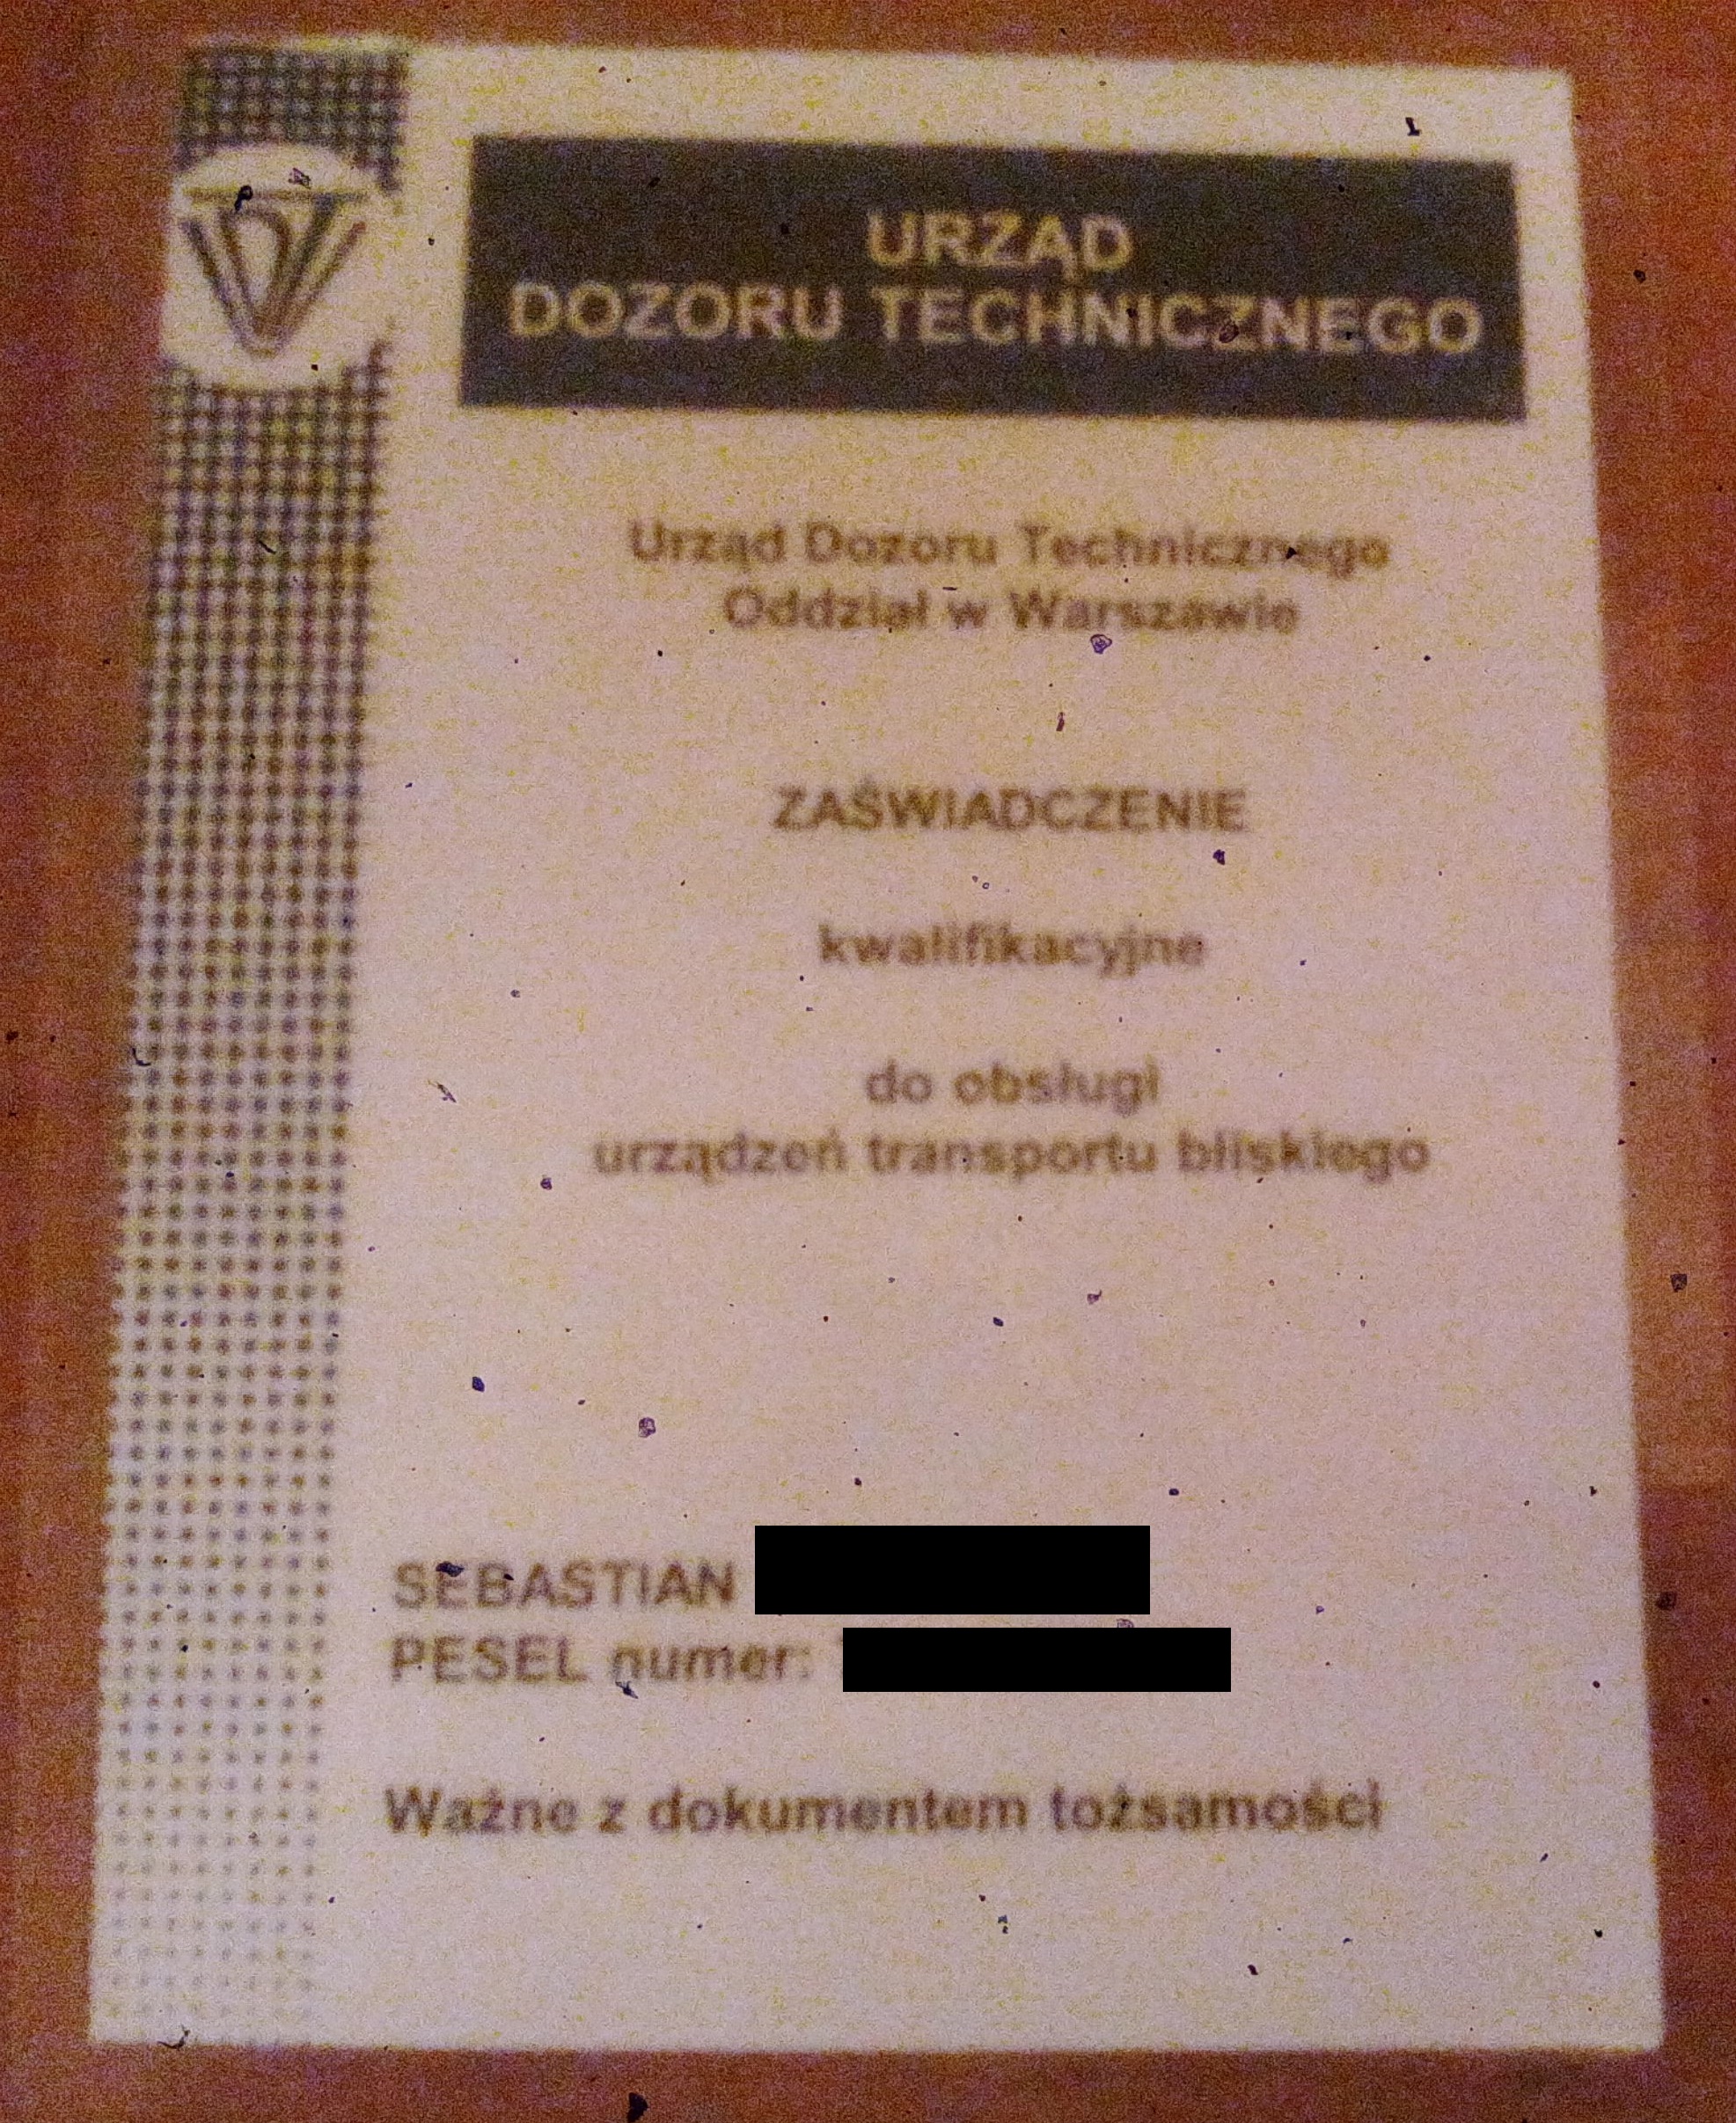 URZĄD
DOZORU TECHNICZNEGO
Urząd Dozoru Technicznego
Oddział w Warszawie
ZAŚWIADCZENIE
kwalifikacyjne
do obsługi
urządzeń transportu bliskiego
SEBASTIAN
PESEL numer:
Ważne z dokumentem tożsamości